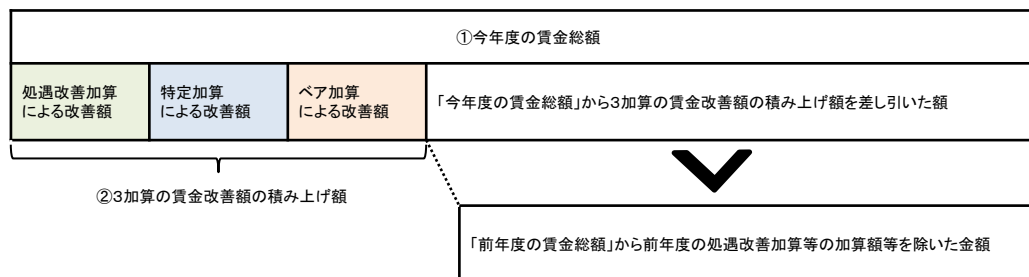 ①今年度の賃金総額
処遇改善加算
による改善額
特定加算
による改善額
ベア加算
による改善額
「今年度の賃金総額」から3加算の賃金改善額の積み上げ額を差し引いた額
②3加算の賃金改善額の積み上げ額
「前年度の賃金総額」から前年度の処遇改善加算等の加算額等を除いた金額